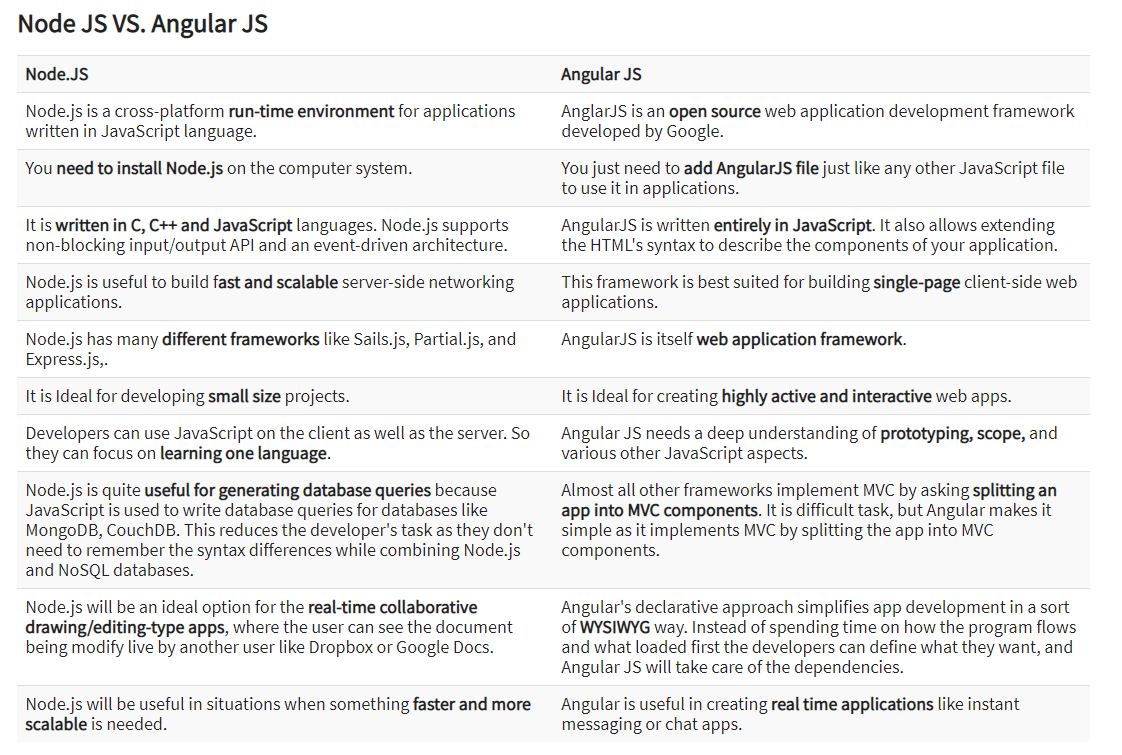 Node JS VS. Angular JS
Node.JS
Angular JS
Node.js is a cross-platform run-time environment for applications
written in JavaScript language.
AnglarJS is an open source web application development framework
developed by Google.
You need to install Node.js on the computer system.
You just need to add AngularJS file just like any other JavaScript file
to use it in applications.
It is written in C, C++ and JavaScript languages. Node.js supports
non-blocking input/output API and an event-driven architecture.
AngularJS is written entirely in JavaScript. It also allows extending
the HTML's syntax to describe the components of your application.
Node.js is useful to build fast and scalable server-side networking
applications.
This framework is best suited for building single-page client-side web
applications.
Node.js has many different frameworks like Sails.js, Partial.js, and
Express.js,.
AngularJS is itself web application framework.
It is Ideal for developing small size projects.
It is Ideal for creating highly active and interactive web apps.
Developers can use JavaScript on the client as well as the server. So
they can focus on learning one language.
Angular JS needs a deep understanding of prototyping, scope, and
various other JavaScript aspects.
Node.js is quite useful for generating database queries because
JavaScript is used to write database queries for databases like
MongoDB, CouchDB. This reduces the developer's task as they don't
need to remember the syntax differences while combining Node.js
and NoSQL databases.
Almost all other frameworks implement MVC by asking splitting an
app into MVC components. It is difficult task, but Angular makes it
simple as it implements MVC by splitting the app into MVC
components.
Node.js will be an ideal option for the real-time collaborative
drawing/editing-type apps, where the user can see the document
being modify live by another user like Dropbox or Google Docs.
Angular's declarative approach simplifies app development in a sort
of WYSIWYG way. Instead of spending time on how the program flows
and what loaded first the developers can define what they want, and
Angular JS will take care of the dependencies.
Node.js will be useful in situations when something faster and more
scalable is needed.
Angular is useful in creating real time applications like instant
messaging or chat apps.